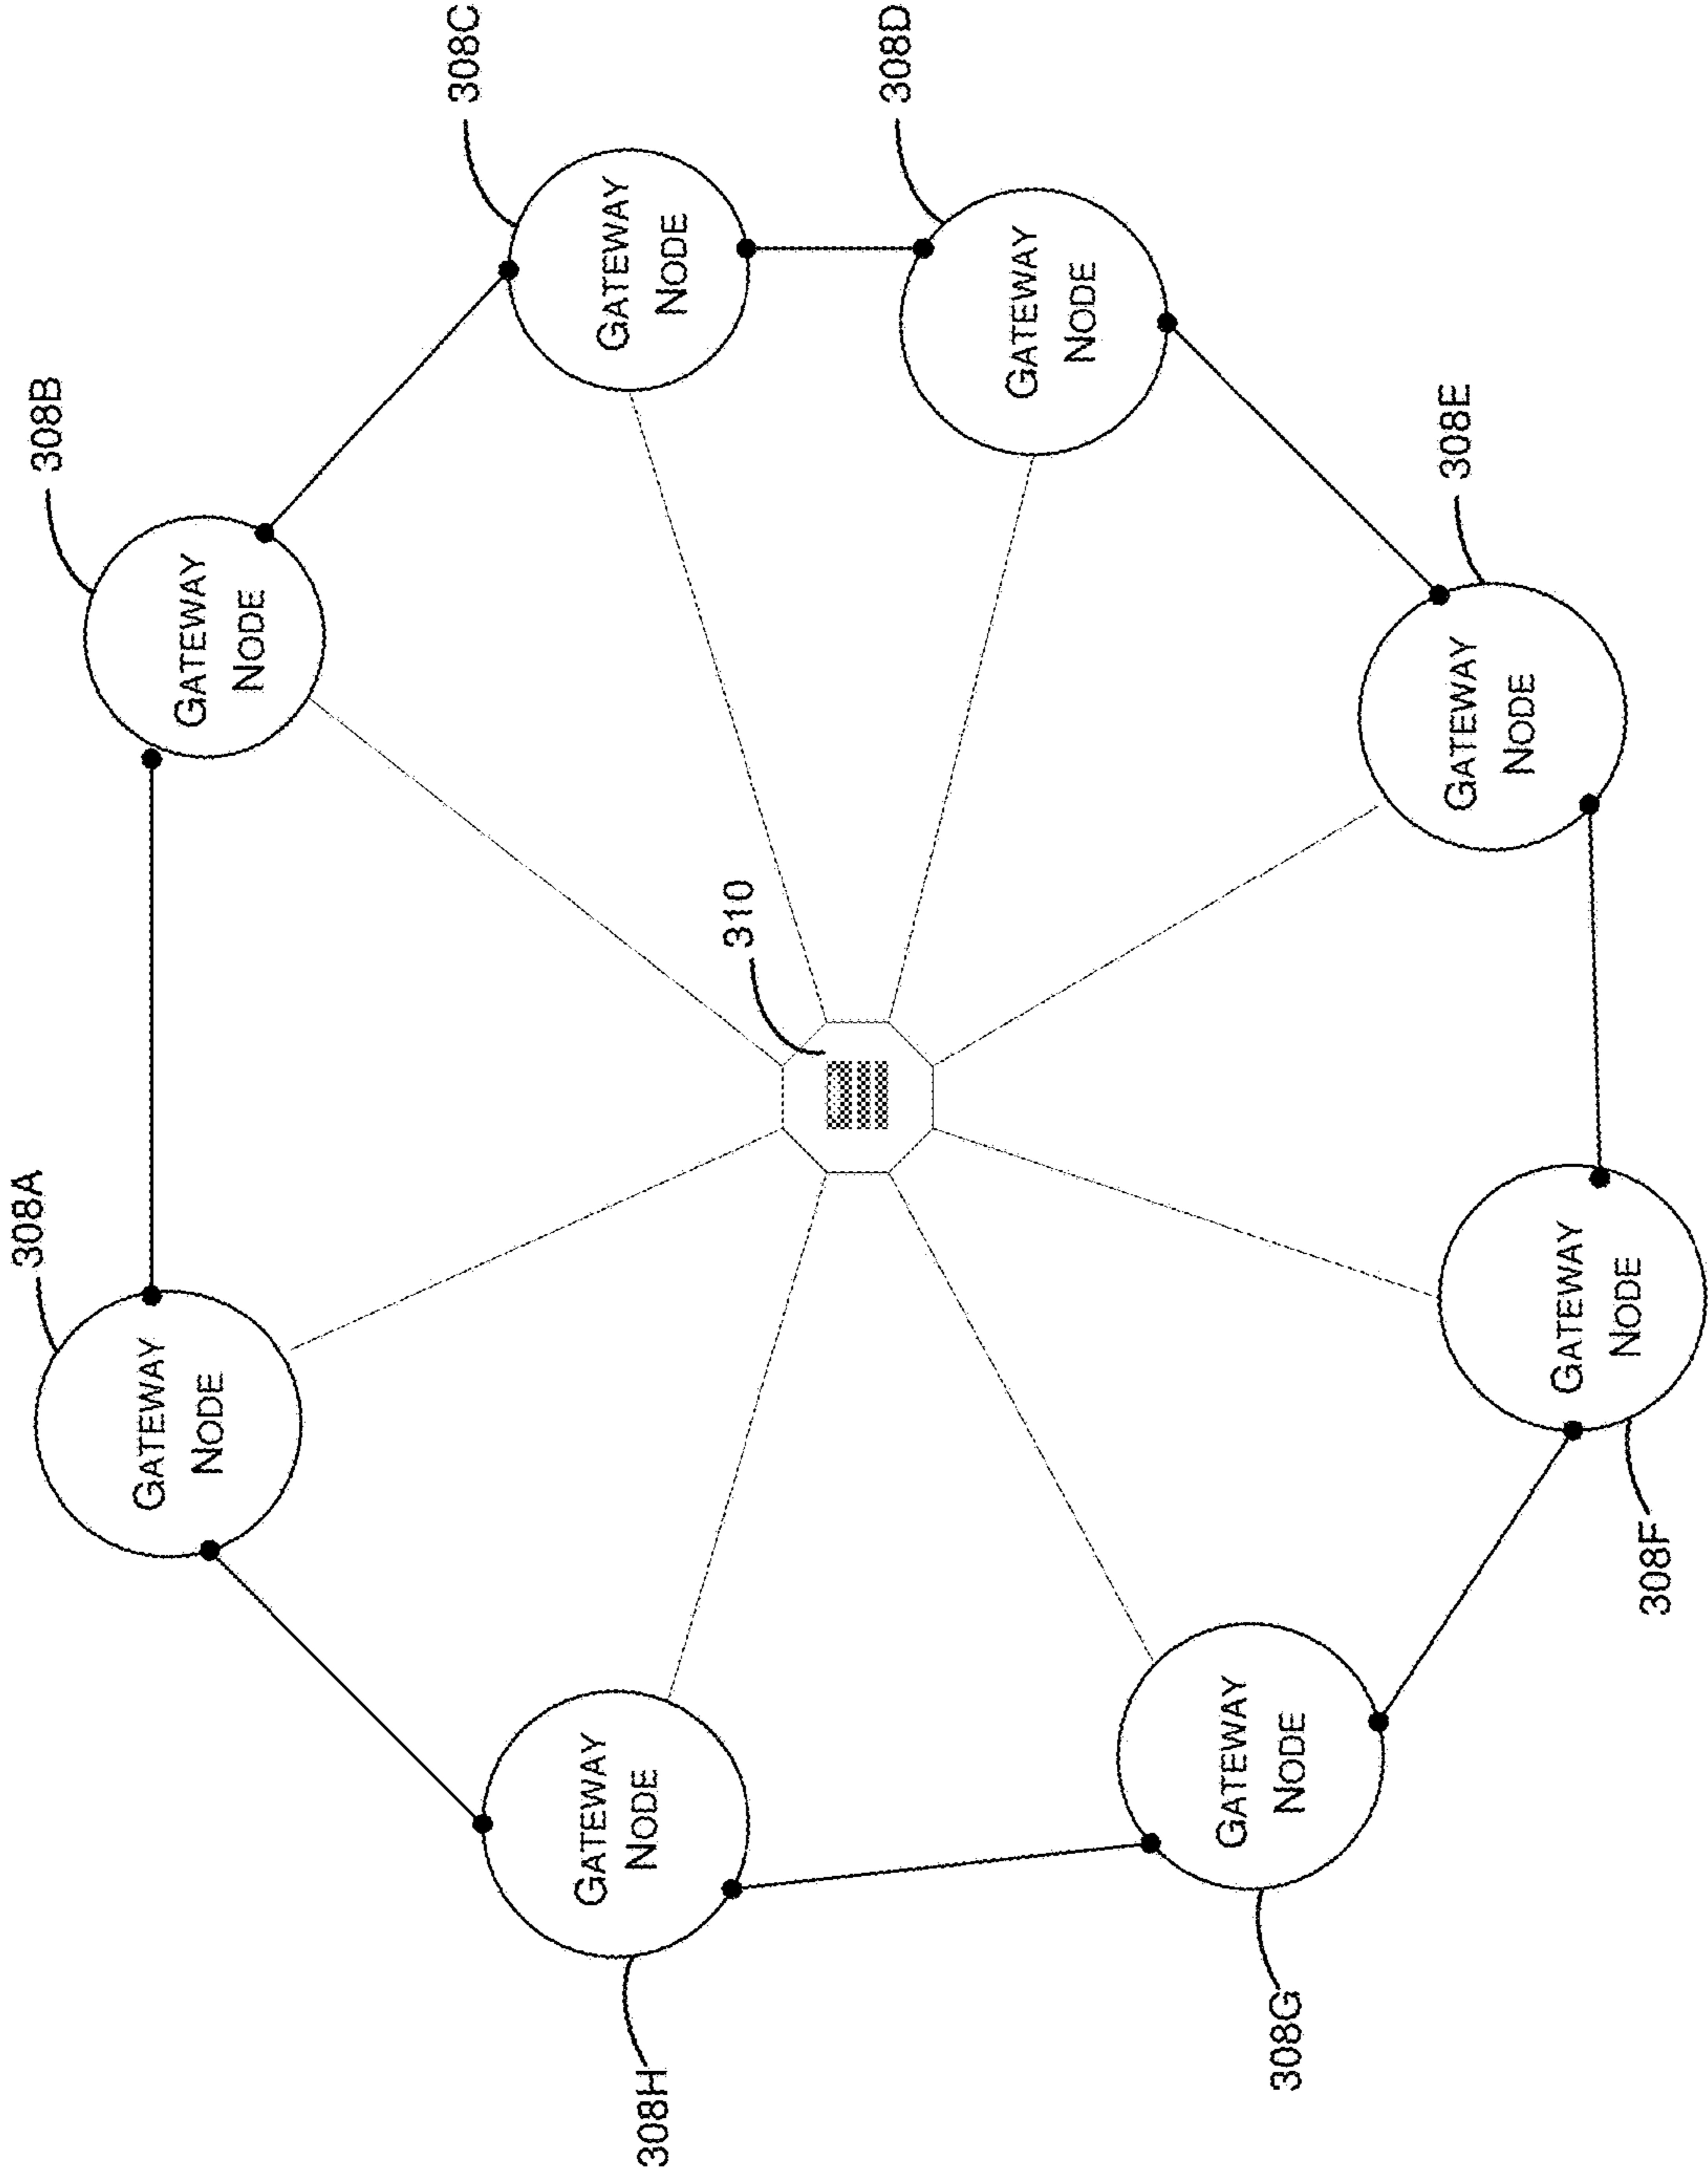 308A
GATEWAY
NODE
308B
GATEWAY
NODE
308C
GATEWAY
NODE
308D
GATEWAY
NODE
308E
GATEWAY
NODE
308F
GATEWAY
NODE
308G
GATEWAY
NODE
308H
GATEWAY
NODE
310